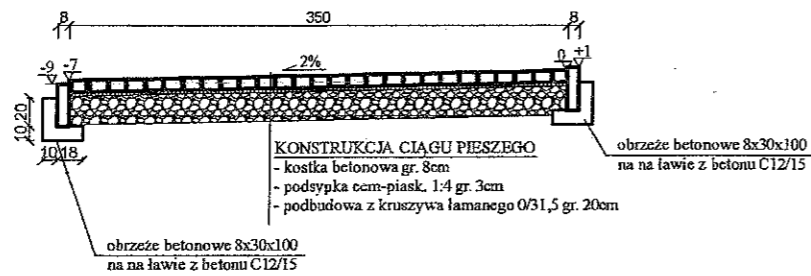 8 350 8
-9 -7 2% 0 +1
10 20
10 18
KONSTRUKCJA CIĄGU PIESZEGO
- kostka betonowa gr. 8cm
- podsypka cem-piask. 1:4 gr. 3cm
- podbudowa z kruszywa łamanego 0/31,5 gr. 20cm
obrzeże betonowe 8x30x100
na na ławie z betonu C12/15
obrzeże betonowe 8x30x100
na na ławie z betonu C12/15